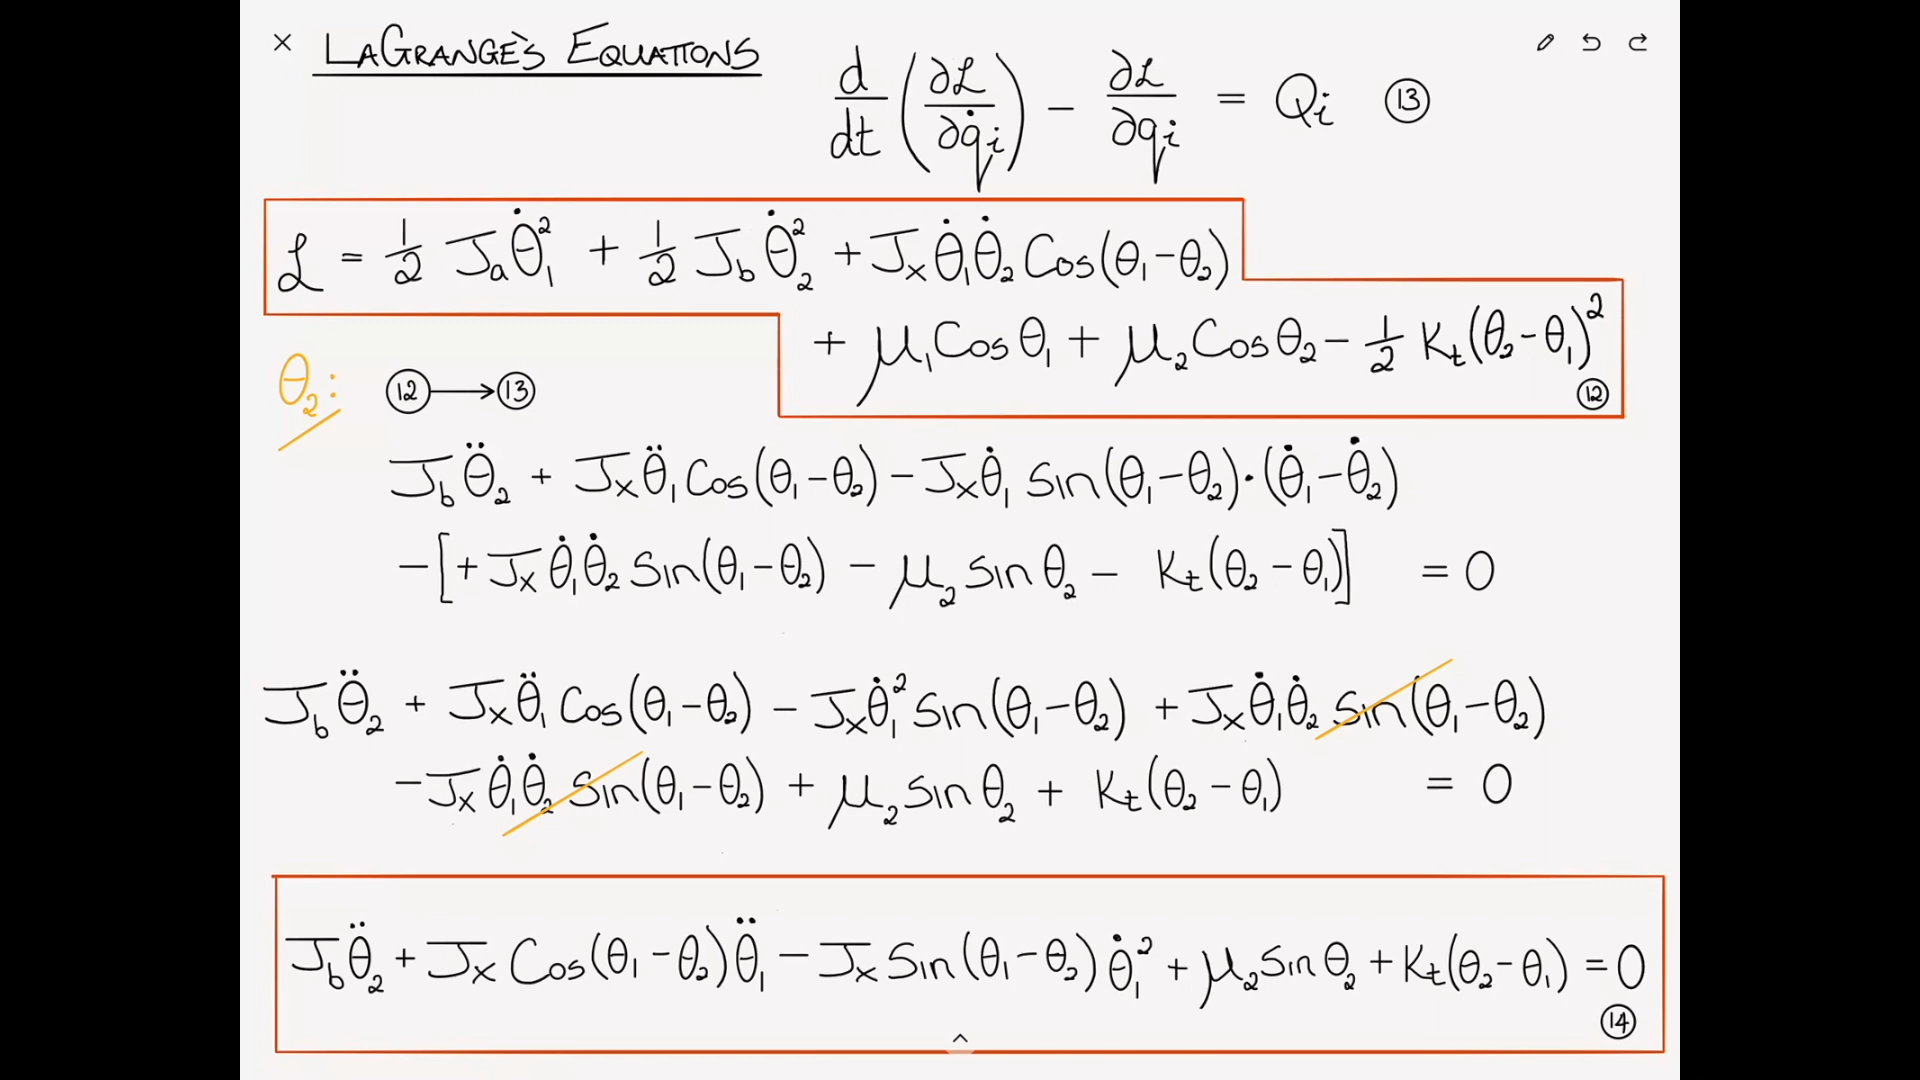 × LAGRANGE'S EQUATIONS
d/dt (∂ℒ/∂q̇ᵢ) − ∂ℒ/∂qᵢ = Qᵢ ⑬
ℒ = ½ Jₐθ̇₁² + ½ J_b θ̇₂² + Jₓθ̇₁θ̇₂ Cos(θ₁−θ₂)
+ μ₁Cos θ₁ + μ₂Cos θ₂ − ½ Kₜ(θ₂−θ₁)²
⑫
θ₂: ⑫ → ⑬
J_b θ̈₂ + Jₓθ̈₁Cos(θ₁−θ₂) − Jₓθ̇₁ Sin(θ₁−θ₂)·(θ̇₁−θ̇₂)
−[+Jₓ θ̇₁θ̇₂ Sin(θ₁−θ₂) − μ₂ sin θ₂ − Kₜ(θ₂−θ₁)] = 0
J_b θ̈₂ + Jₓθ̈₁ Cos(θ₁−θ₂) − Jₓθ̇₁² Sin(θ₁−θ₂) + Jₓθ̇₁θ̇₂ Sin(θ₁−θ₂)
−Jₓ θ̇₁θ̇₂ Sin(θ₁−θ₂) + μ₂ sin θ₂ + Kₜ(θ₂−θ₁) = 0
J_b θ̈₂ + Jₓ Cos(θ₁−θ₂) θ̈₁ − Jₓ Sin(θ₁−θ₂) θ̇₁² + μ₂ Sin θ₂ + Kₜ(θ₂−θ₁) = 0
⑭